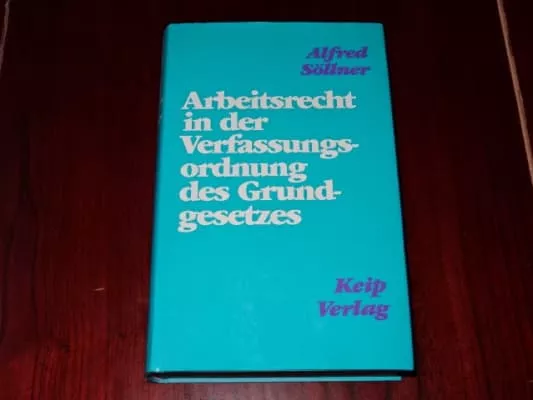 Alfred
Söllner
Arbeitsrecht
in der
Verfassungs-
ordnung
des Grund-
gesetzes
Keip
Verlag